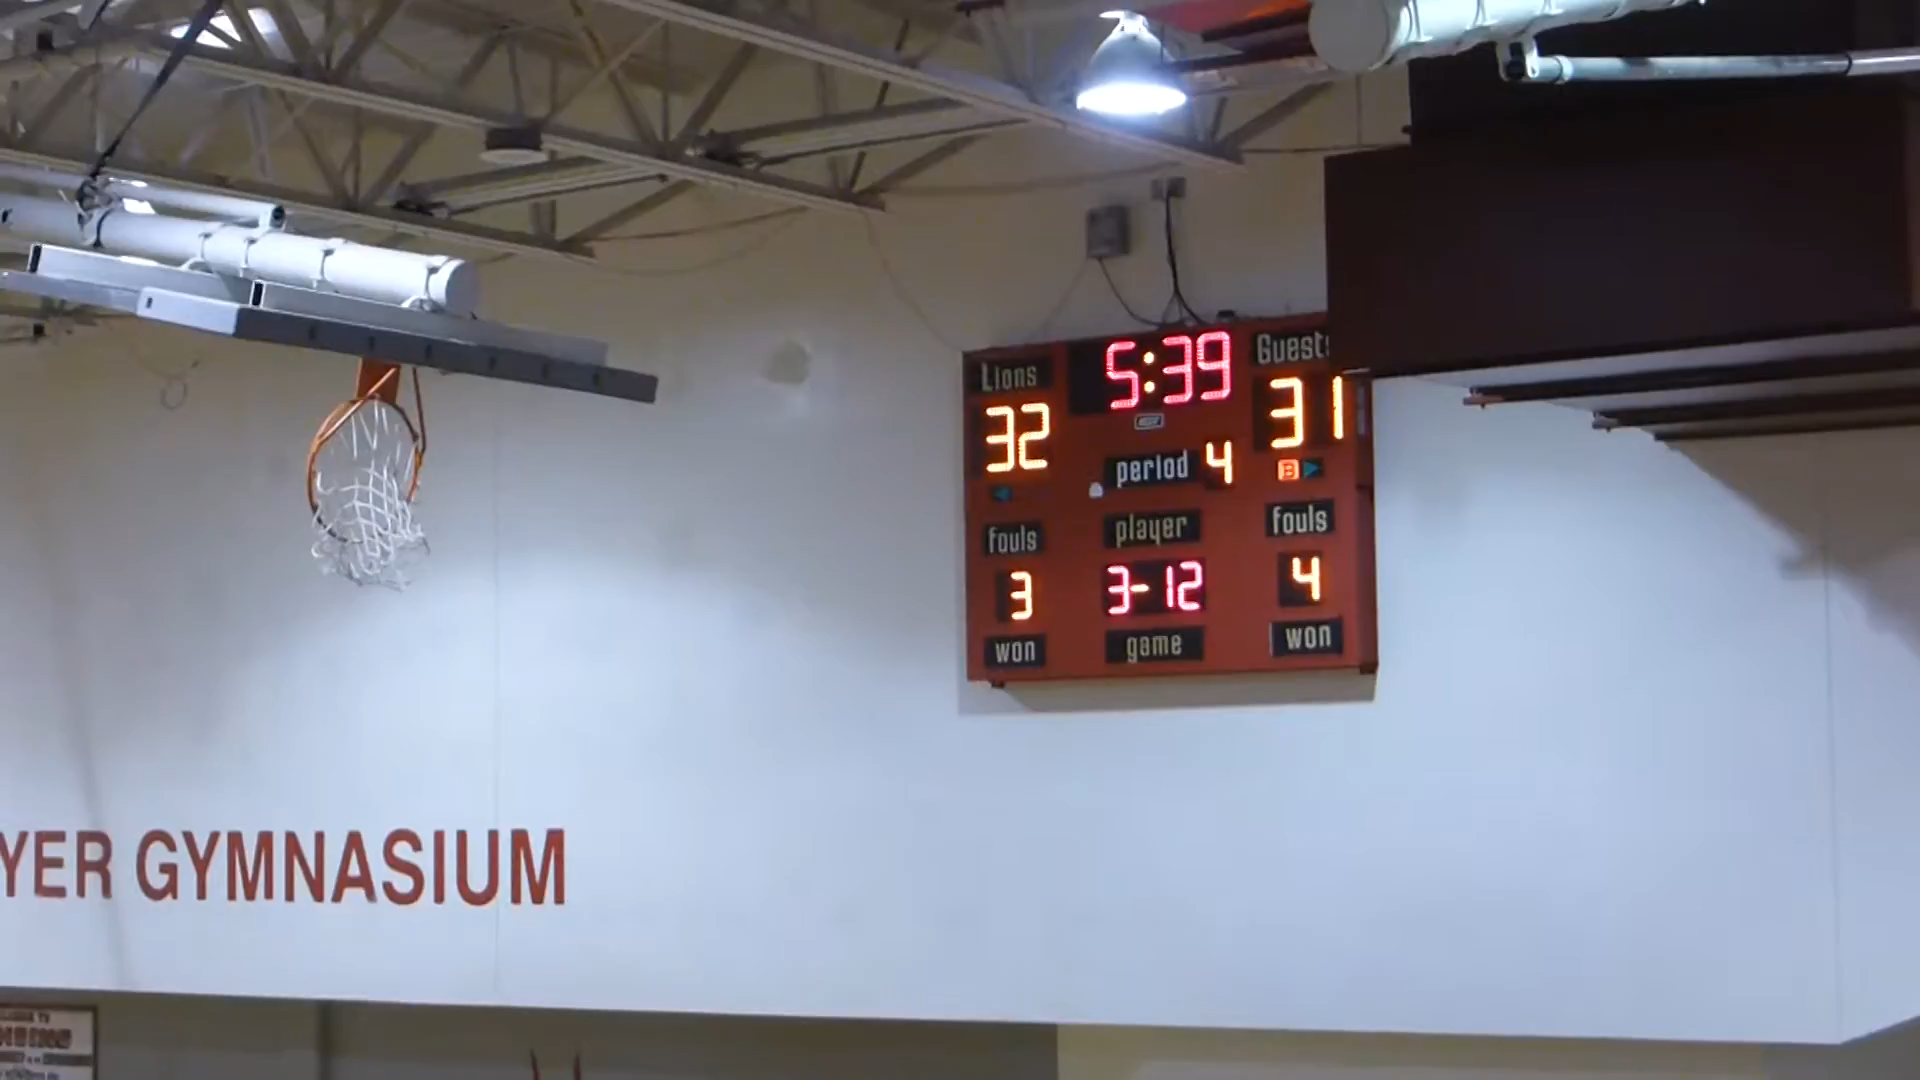 Lions 5:39 Guests
32 31
period 4
B
fouls player fouls
3 3-12 4
won game won
YER GYMNASIUM